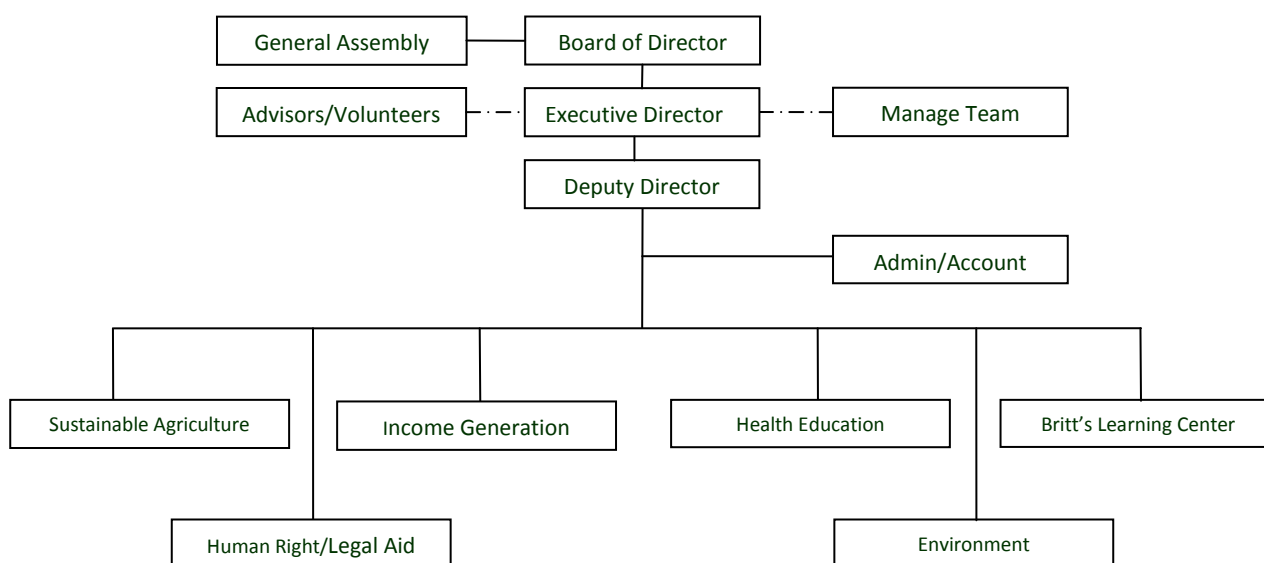 General Assembly
Board of Director
Advisors/Volunteers
Executive Director
Manage Team
Deputy Director
Admin/Account
Sustainable Agriculture
Income Generation
Health Education
Britt’s Learning Center
Human Right/Legal Aid
Environment